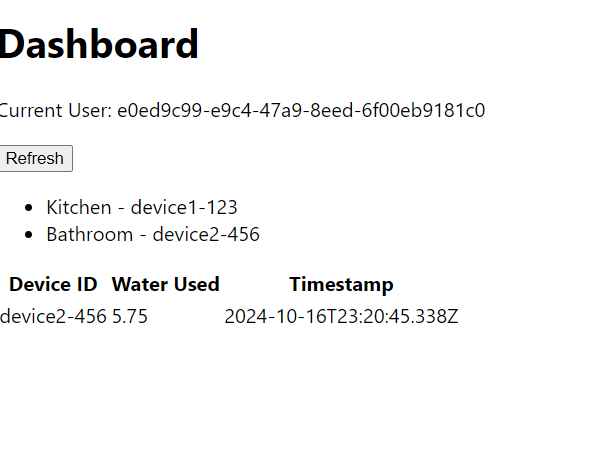 Dashboard
Current User: e0ed9c99-e9c4-47a9-8eed-6f00eb9181c0
Refresh
• Kitchen - device1-123
• Bathroom - device2-456
Device ID Water Used Timestamp
device2-456 5.75 2024-10-16T23:20:45.338Z